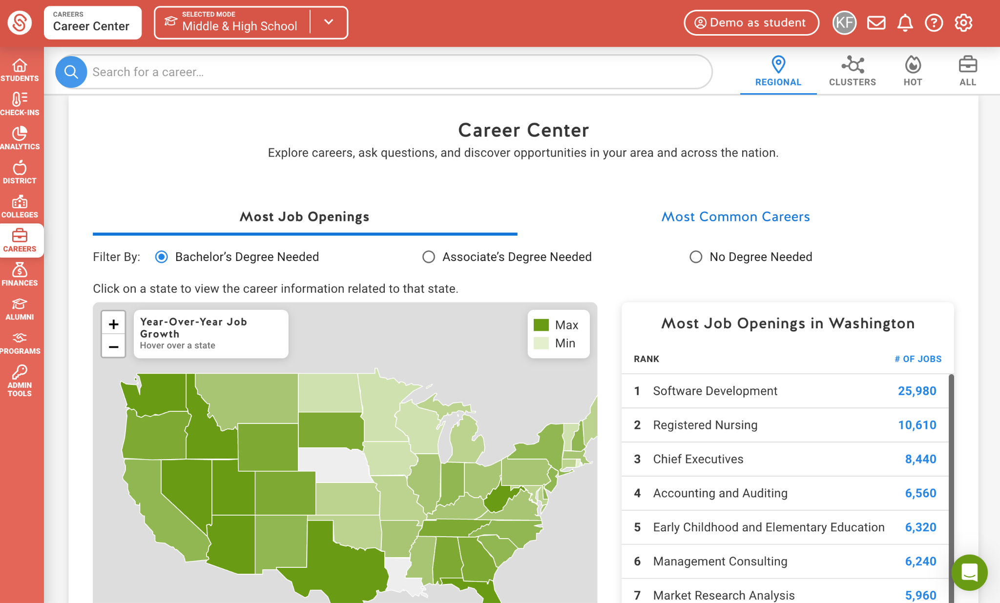 CAREERS
Career Center
SELECTED MODE
Middle & High School
Demo as student
KF
STUDENTS
CHECK-INS
ANALYTICS
DISTRICT
COLLEGES
CAREERS
FINANCES
ALUMNI
PROGRAMS
ADMIN
TOOLS
Search for a career...
REGIONAL
CLUSTERS
HOT
ALL
Career Center
Explore careers, ask questions, and discover opportunities in your area and across the nation.
Most Job Openings
Most Common Careers
Filter By:
Bachelor’s Degree Needed
Associate’s Degree Needed
No Degree Needed
Click on a state to view the career information related to that state.
+
−
Year-Over-Year Job
Growth
Hover over a state
Max
Min
Most Job Openings in Washington
RANK # OF JOBS
1 Software Development 25,980
2 Registered Nursing 10,610
3 Chief Executives 8,440
4 Accounting and Auditing 6,560
5 Early Childhood and Elementary Education 6,320
6 Management Consulting 6,240
7 Market Research Analysis 5,960